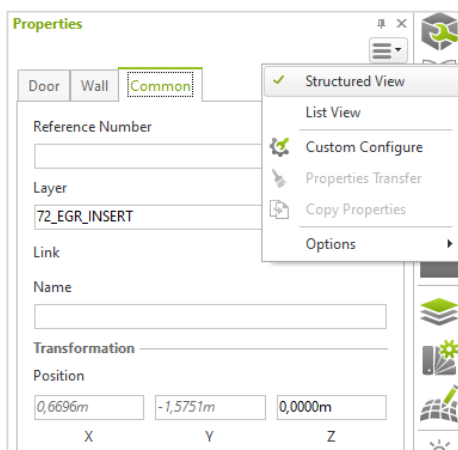 Properties
Door Wall Common
Structured View
List View
Custom Configure
Properties Transfer
Copy Properties
Options
Reference Number
Layer
72_EGR_INSERT
Link
Name
Transformation
Position
0,6696m -1,5751m 0,0000m
X Y Z